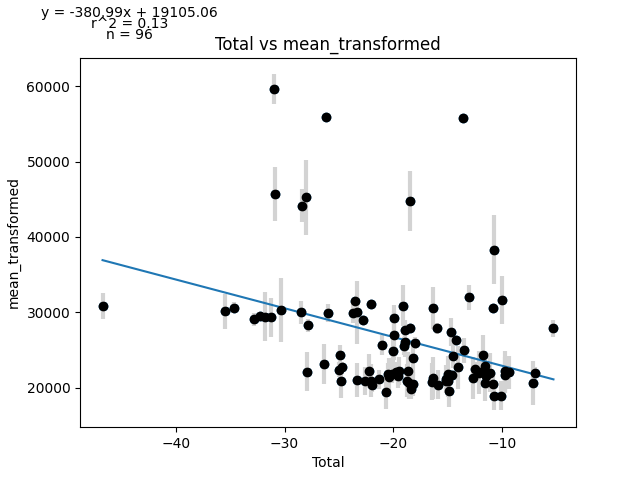 y = -380.99x + 19105.06
r^2 = 0.13
n = 96
Total vs mean_transformed
60000
50000
40000
30000
20000
mean_transformed
−40
−30
−20
−10
Total